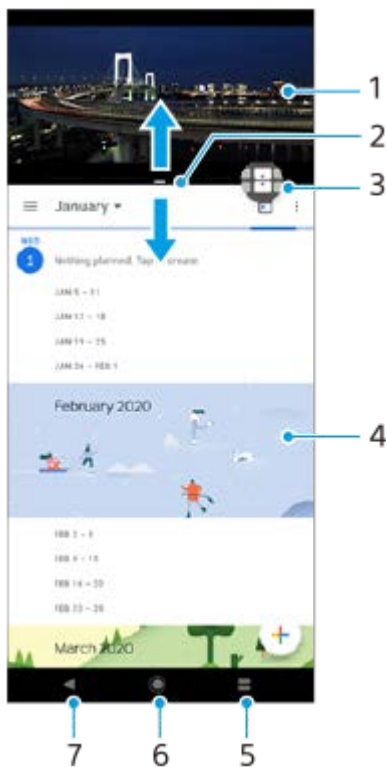 1
2
3
January
WED
1 Nothing planned. Tap create.
JAN 5 – 11
JAN 12 – 18
JAN 19 – 25
JAN 26 – FEB 1
February 2020
4
FEB 2 – 8
FEB 9 – 15
FEB 16 – 22
FEB 23 – 29
March 2020
7 6 5